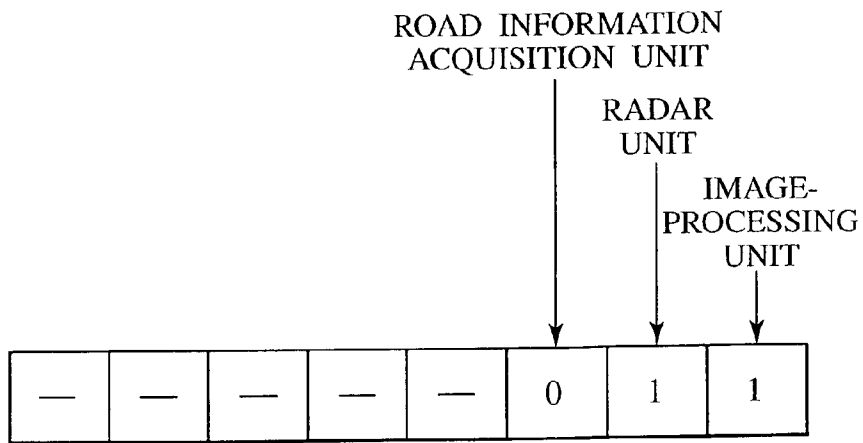 ROAD INFORMATION
ACQUISITION UNIT
RADAR
UNIT
IMAGE-
PROCESSING
UNIT
— — — — — 0 1 1